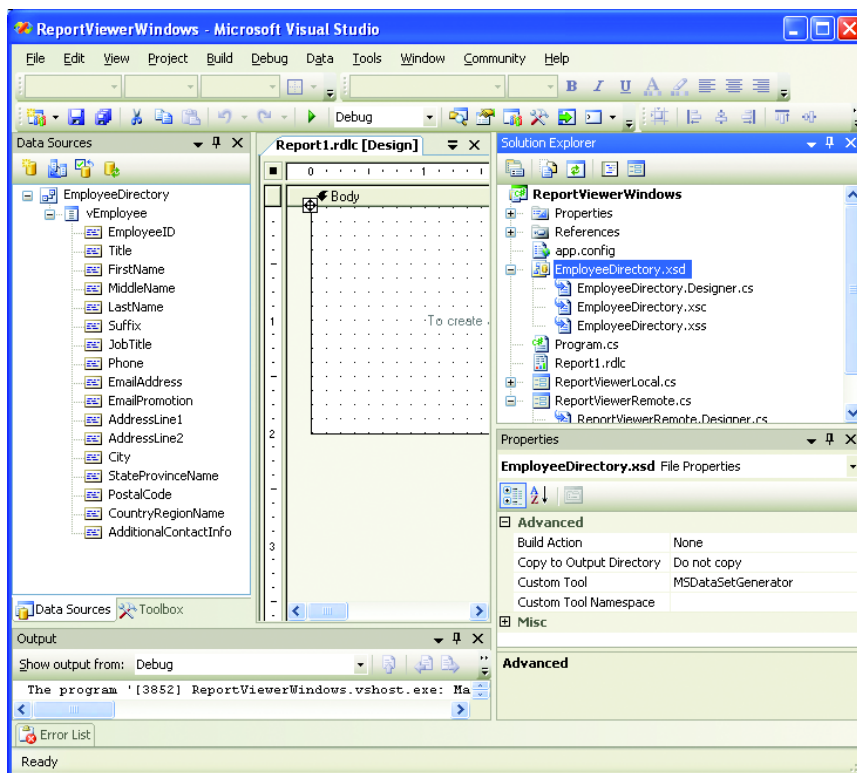 ReportViewerWindows - Microsoft Visual Studio
File Edit View Project Build Debug Data Tools Window Community Help
B I U A
Debug
Data Sources
EmployeeDirectory
vEmployee
EmployeeID
Title
FirstName
MiddleName
LastName
Suffix
JobTitle
Phone
EmailAddress
EmailPromotion
AddressLine1
AddressLine2
City
StateProvinceName
PostalCode
CountryRegionName
AdditionalContactInfo
Data Sources Toolbox
Report1.rdlc [Design]
0 1
Body
1
To create
2
3
Solution Explorer
ReportViewerWindows
Properties
References
app.config
EmployeeDirectory.xsd
EmployeeDirectory.Designer.cs
EmployeeDirectory.xsc
EmployeeDirectory.xss
Program.cs
Report1.rdlc
ReportViewerLocal.cs
ReportViewerRemote.cs
ReportViewerRemote.Designer.cs
Properties
EmployeeDirectory.xsd File Properties
Advanced
Build Action None
Copy to Output Directory Do not copy
Custom Tool MSDataSetGenerator
Custom Tool Namespace
Misc
Advanced
Output
Show output from: Debug
The program '[3852] ReportViewerWindows.vshost.exe: Ma
Error List
Ready